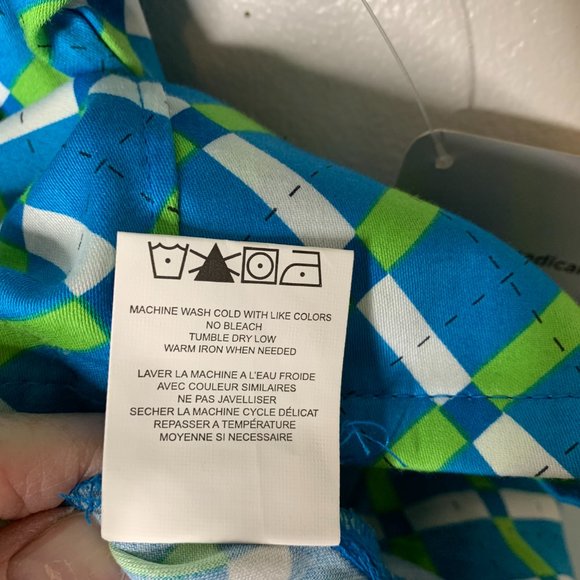 MACHINE WASH COLD WITH LIKE COLORS
NO BLEACH
TUMBLE DRY LOW
WARM IRON WHEN NEEDED
LAVER LA MACHINE A L'EAU FROIDE
AVEC COULEUR SIMILAIRES
NE PAS JAVELLISER
SECHER LA MACHINE CYCLE DÉLICAT
REPASSER A TEMPÉRATURE
MOYENNE SI NECESSAIRE